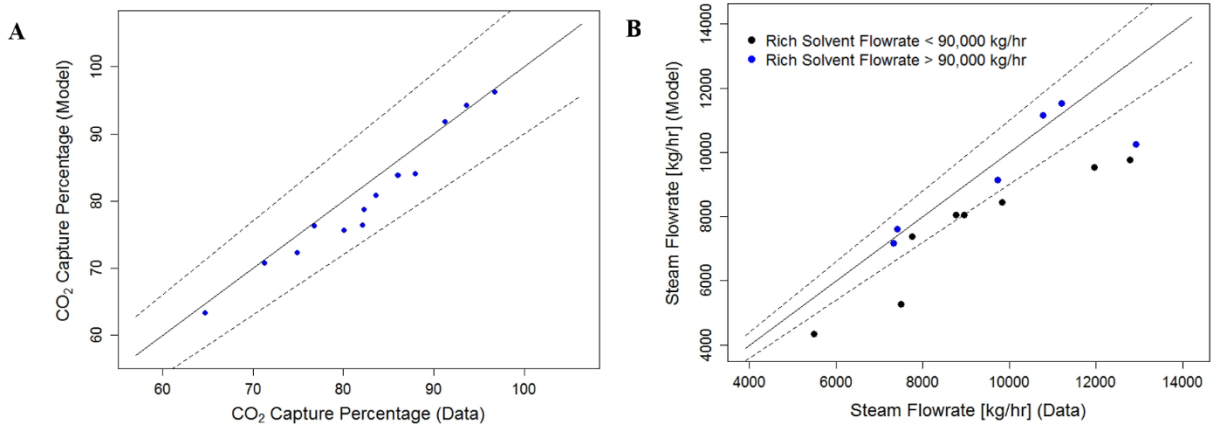 A
CO₂ Capture Percentage (Model)
100
90
80
70
60
60 70 80 90 100
CO₂ Capture Percentage (Data)
B
Steam Flowrate [kg/hr] (Model)
14000
12000
10000
8000
6000
4000
Rich Solvent Flowrate < 90,000 kg/hr
Rich Solvent Flowrate > 90,000 kg/hr
4000 6000 8000 10000 12000 14000
Steam Flowrate [kg/hr] (Data)